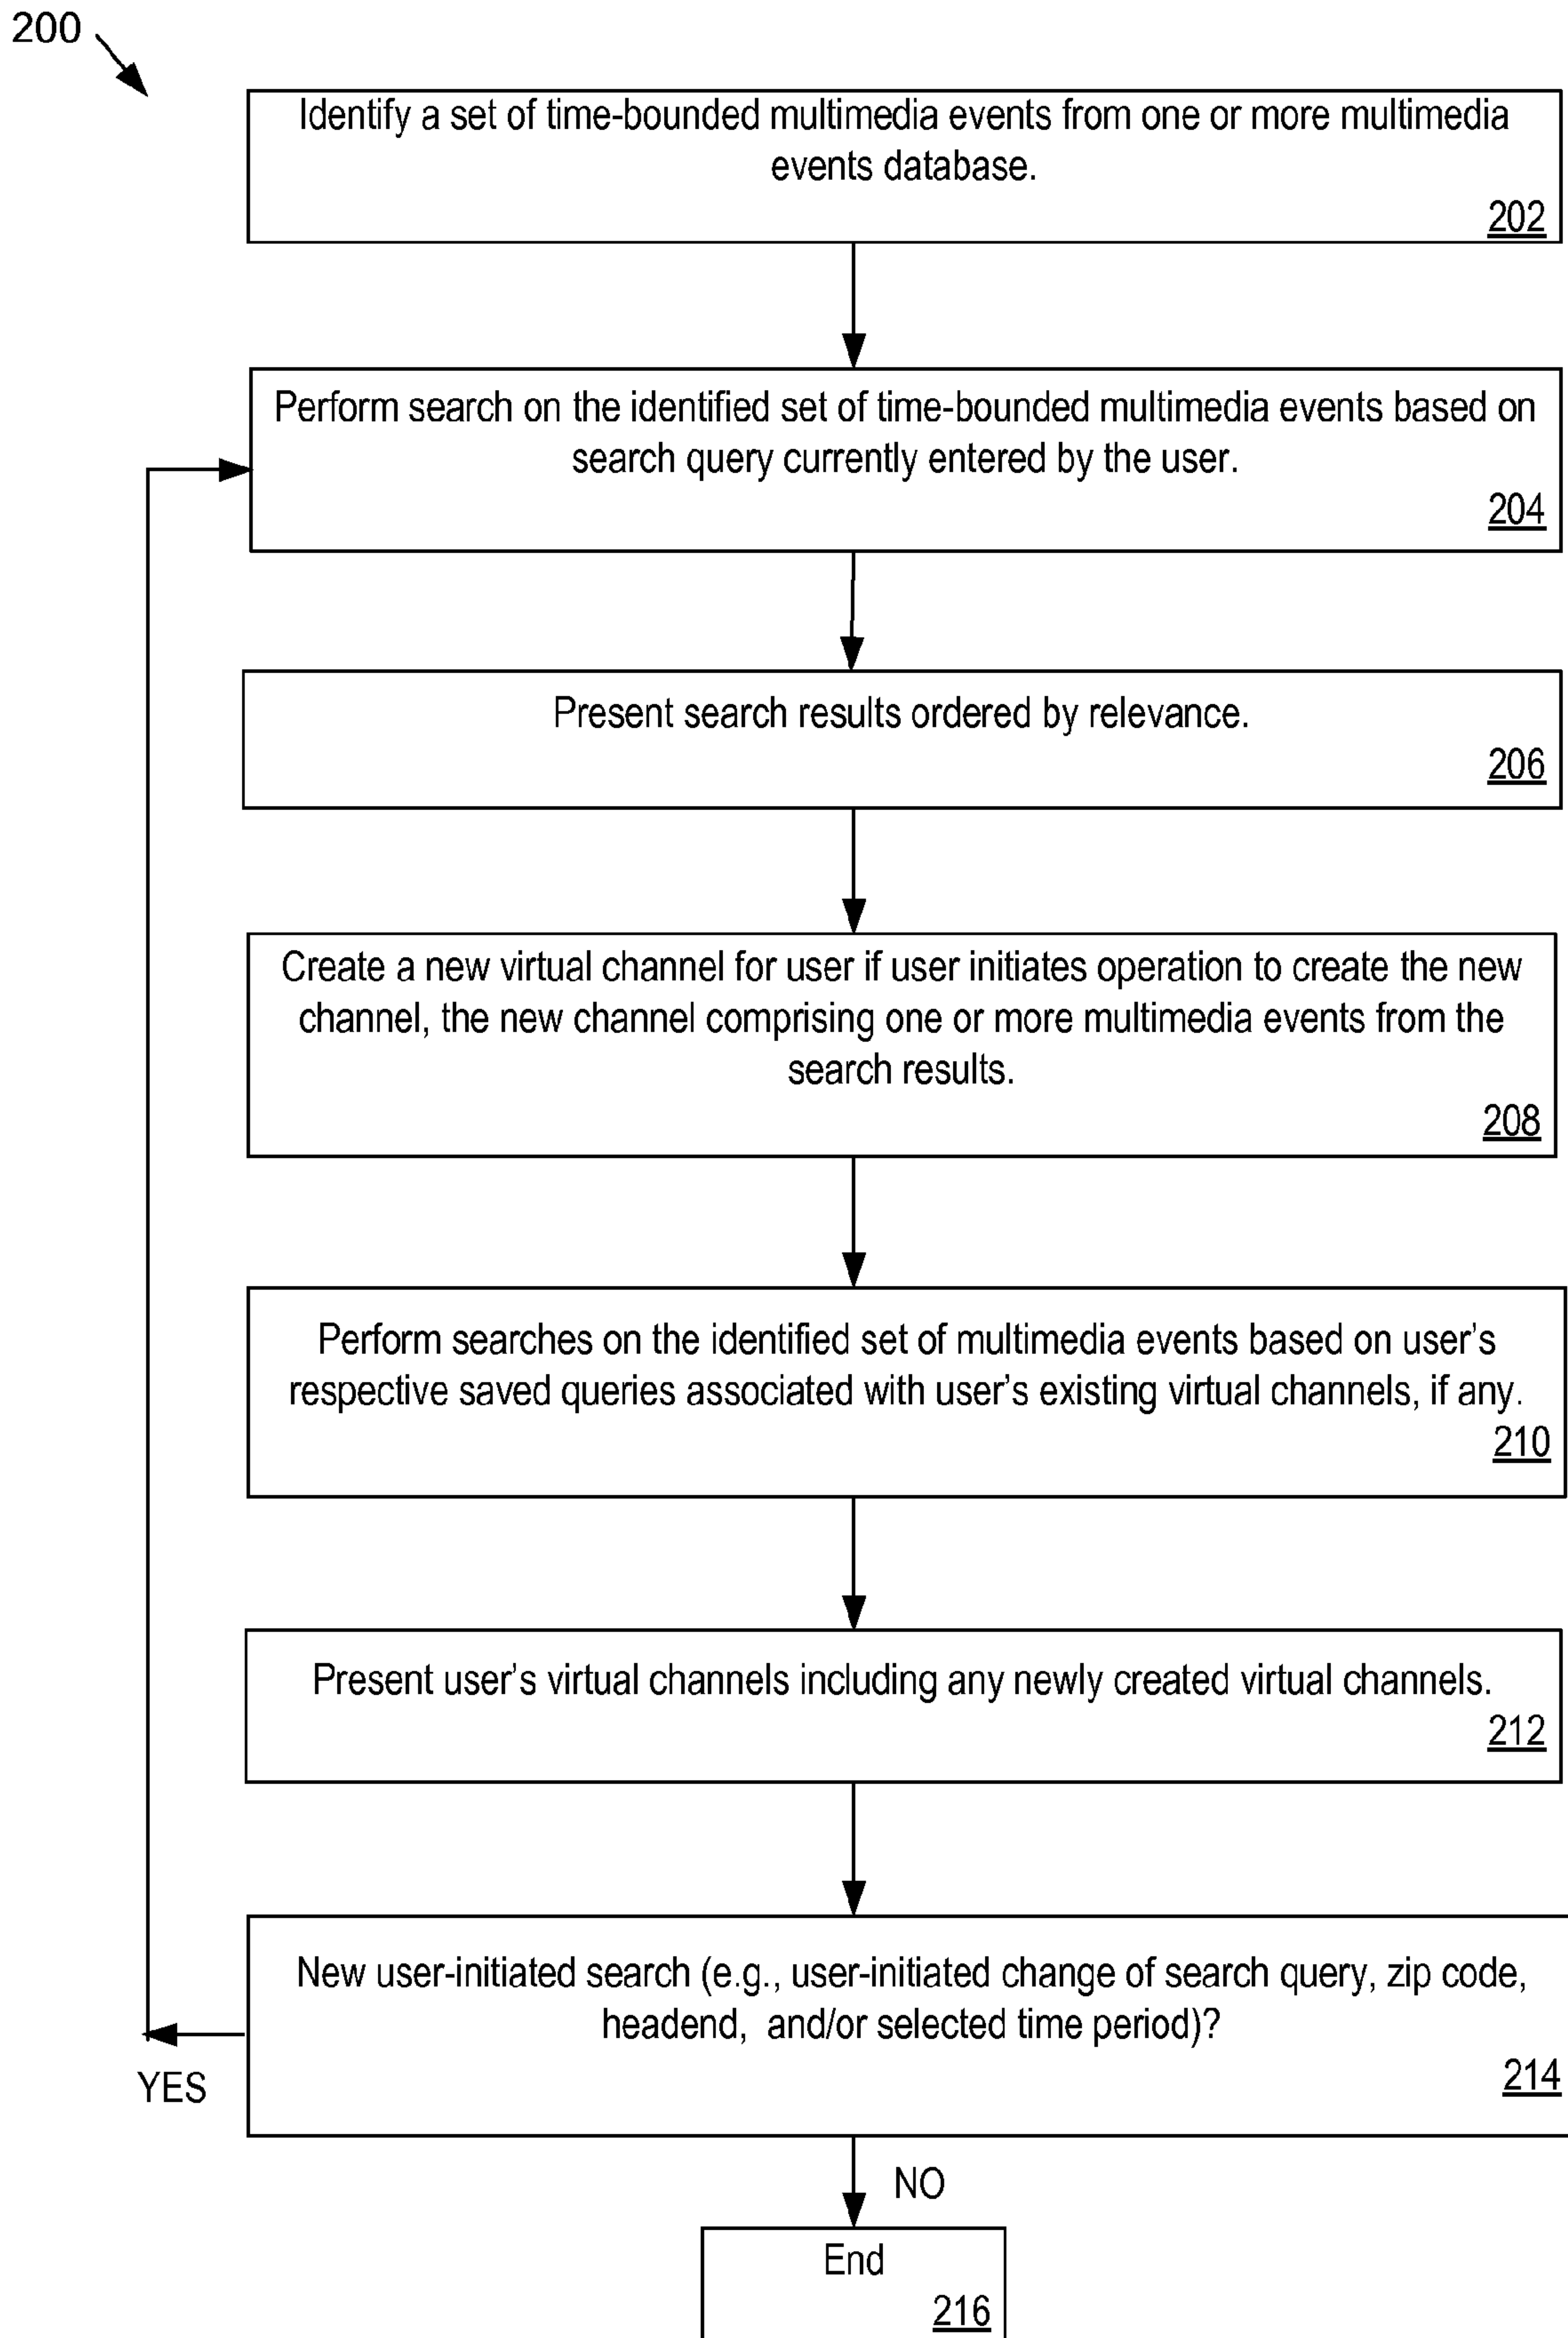 200
Identify a set of time-bounded multimedia events from one or more multimedia
events database.
202
Perform search on the identified set of time-bounded multimedia events based on
search query currently entered by the user.
204
Present search results ordered by relevance.
206
Create a new virtual channel for user if user initiates operation to create the new
channel, the new channel comprising one or more multimedia events from the
search results.
208
Perform searches on the identified set of multimedia events based on user's
respective saved queries associated with user's existing virtual channels, if any.
210
Present user's virtual channels including any newly created virtual channels.
212
New user-initiated search (e.g., user-initiated change of search query, zip code,
headend, and/or selected time period)?
214
YES
NO
End
216